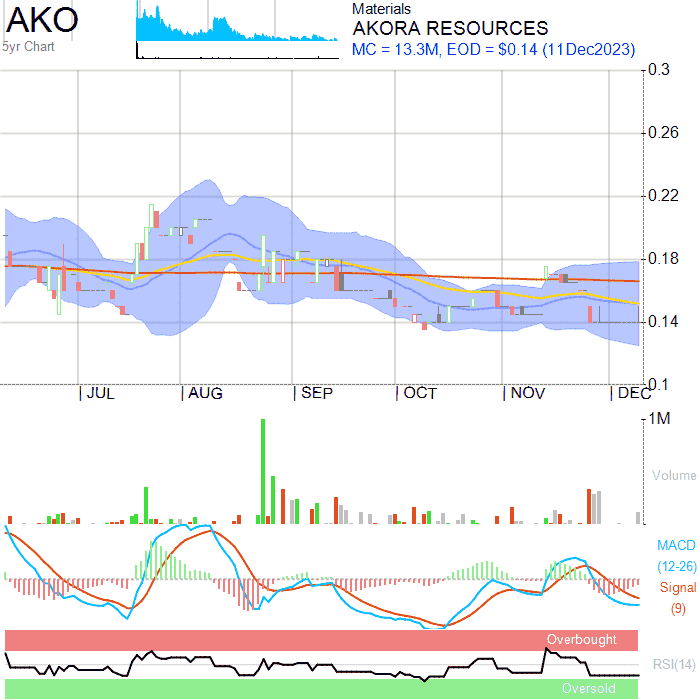 AKO
5yr Chart
Materials
AKORA RESOURCES
MC = 13.3M, EOD = $0.14 (11Dec2023)
0.3
0.26
0.22
0.18
0.14
0.1
JUL AUG SEP OCT NOV DEC
1M
Volume
MACD
(12-26)
Signal
(9)
Overbought
RSI(14)
Oversold